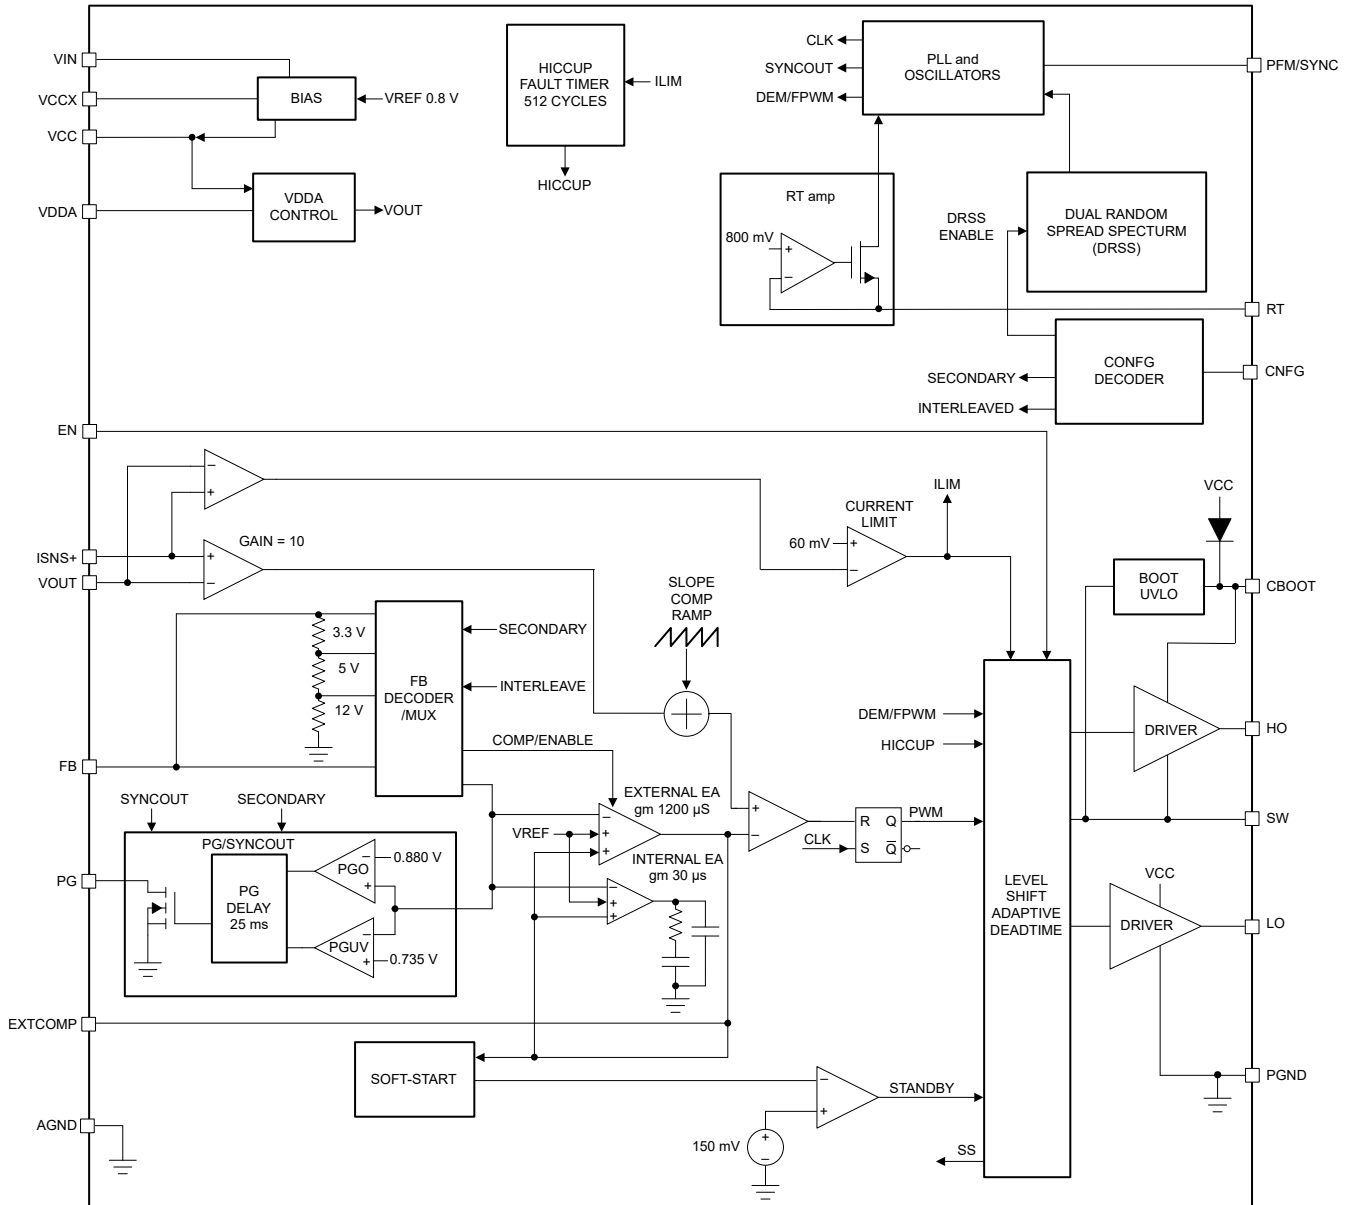 VIN
VCCX
VCC
VDDA
BIAS
VREF 0.8 V
VDDA
CONTROL
VOUT
HICCUP
FAULT TIMER
512 CYCLES
ILIM
HICCUP
CLK
SYNCOUT
DEM/FPWM
PLL and
OSCILLATORS
PFM/SYNC
RT amp
800 mV
+
−
DRSS
ENABLE
DUAL RANDOM
SPREAD SPECTURM
(DRSS)
RT
CONFG
DECODER
CNFG
SECONDARY
INTERLEAVED
EN
−
+
ISNS+
VOUT
GAIN = 10
+
−
CURRENT
LIMIT
60 mV
+
−
ILIM
VCC
BOOT
UVLO
CBOOT
SLOPE
COMP
RAMP
3.3 V
5 V
12 V
FB
DECODER
/MUX
SECONDARY
INTERLEAVE
COMP/ENABLE
FB
DEM/FPWM
HICCUP
DRIVER
HO
SYNCOUT
SECONDARY
PG/SYNCOUT
PG
PG
DELAY
25 ms
PGO
−
+
0.880 V
PGUV
−
+
0.735 V
EXTERNAL EA
gm 1200 µS
VREF
−
+
+
INTERNAL EA
gm 30 µs
−
+
+
+
−
R Q
S Q
CLK
PWM
SW
LEVEL
SHIFT
ADAPTIVE
DEADTIME
VCC
DRIVER
LO
EXTCOMP
SOFT-START
−
+
STANDBY
150 mV
+
−
SS
PGND
AGND